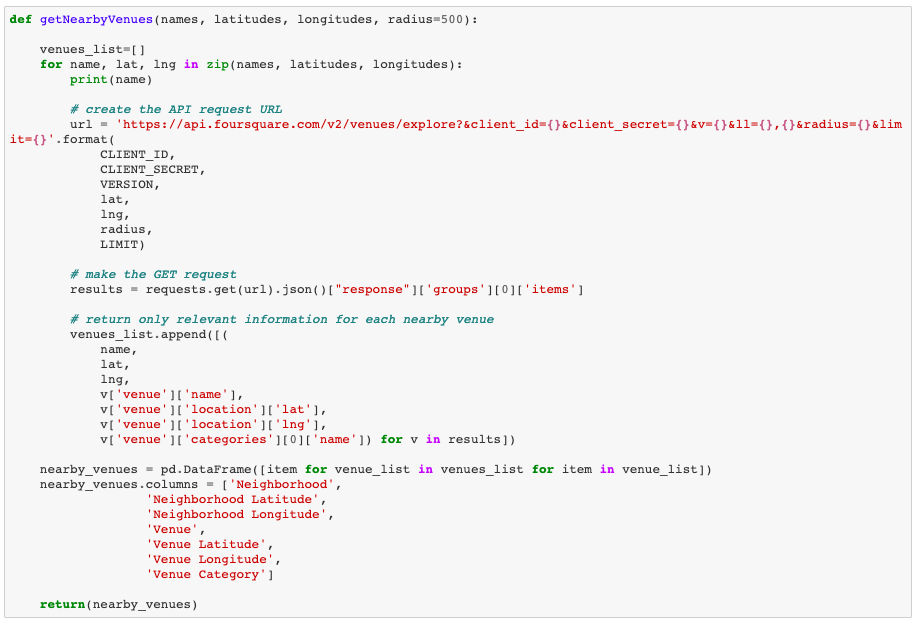 def getNearbyVenues(names, latitudes, longitudes, radius=500):
    venues_list=[]
    for name, lat, lng in zip(names, latitudes, longitudes):
        print(name)
        # create the API request URL
        url = 'https://api.foursquare.com/v2/venues/explore?&client_id={}&client_secret={}&v={}&ll={},{}&radius={}&lim
it={}'.format(
            CLIENT_ID,
            CLIENT_SECRET,
            VERSION,
            lat,
            lng,
            radius,
            LIMIT)
        # make the GET request
        results = requests.get(url).json()["response"]['groups'][0]['items']
        # return only relevant information for each nearby venue
        venues_list.append([(
            name,
            lat,
            lng,
            v['venue']['name'],
            v['venue']['location']['lat'],
            v['venue']['location']['lng'],
            v['venue']['categories'][0]['name']) for v in results])
    nearby_venues = pd.DataFrame([item for venue_list in venues_list for item in venue_list])
    nearby_venues.columns = ['Neighborhood',
                  'Neighborhood Latitude',
                  'Neighborhood Longitude',
                  'Venue',
                  'Venue Latitude',
                  'Venue Longitude',
                  'Venue Category']
    return(nearby_venues)